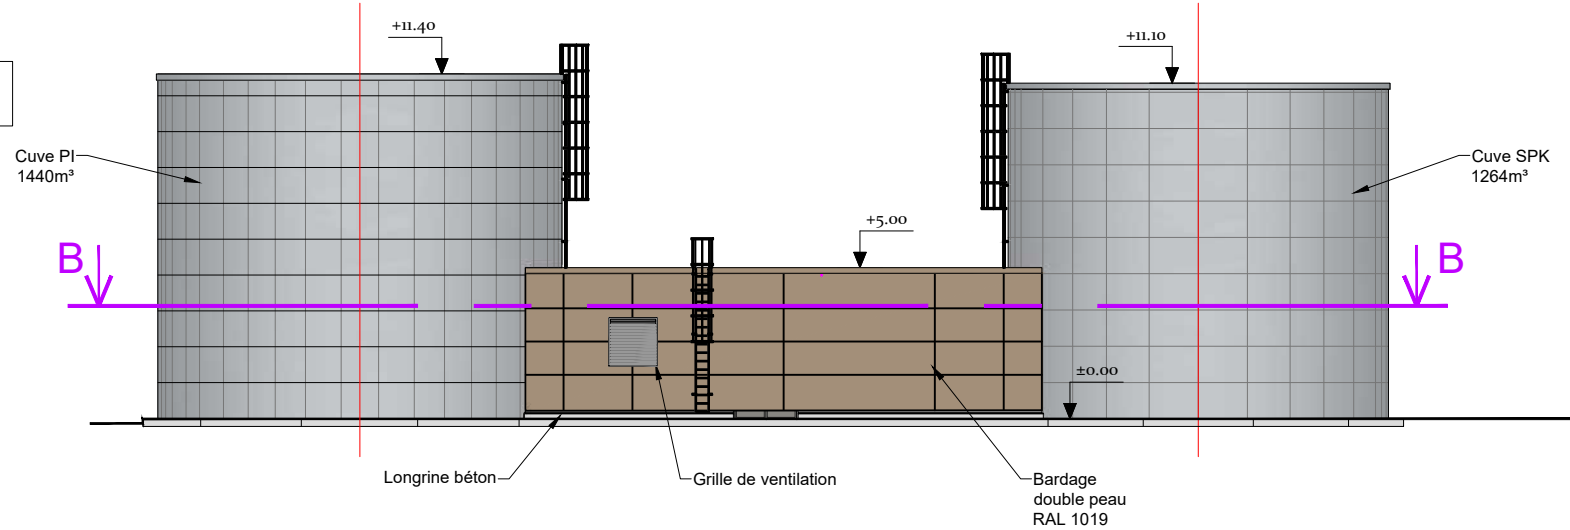 +11.40
+11.10
Cuve PI
1440m³
Cuve SPK
1264m³
+5.00
B
B
±0.00
Longrine béton
Grille de ventilation
Bardage
double peau
RAL 1019